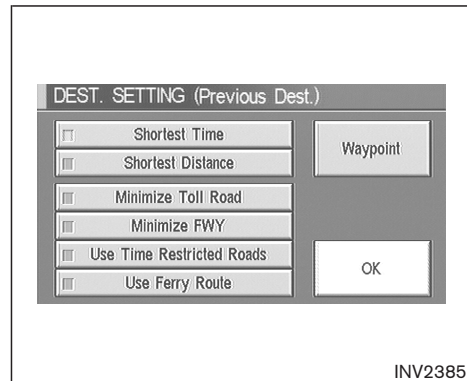 DEST. SETTING (Previous Dest.)
Shortest Time
Shortest Distance
Minimize Toll Road
Minimize FWY
Use Time Restricted Roads
Use Ferry Route
Waypoint
OK
INV2385